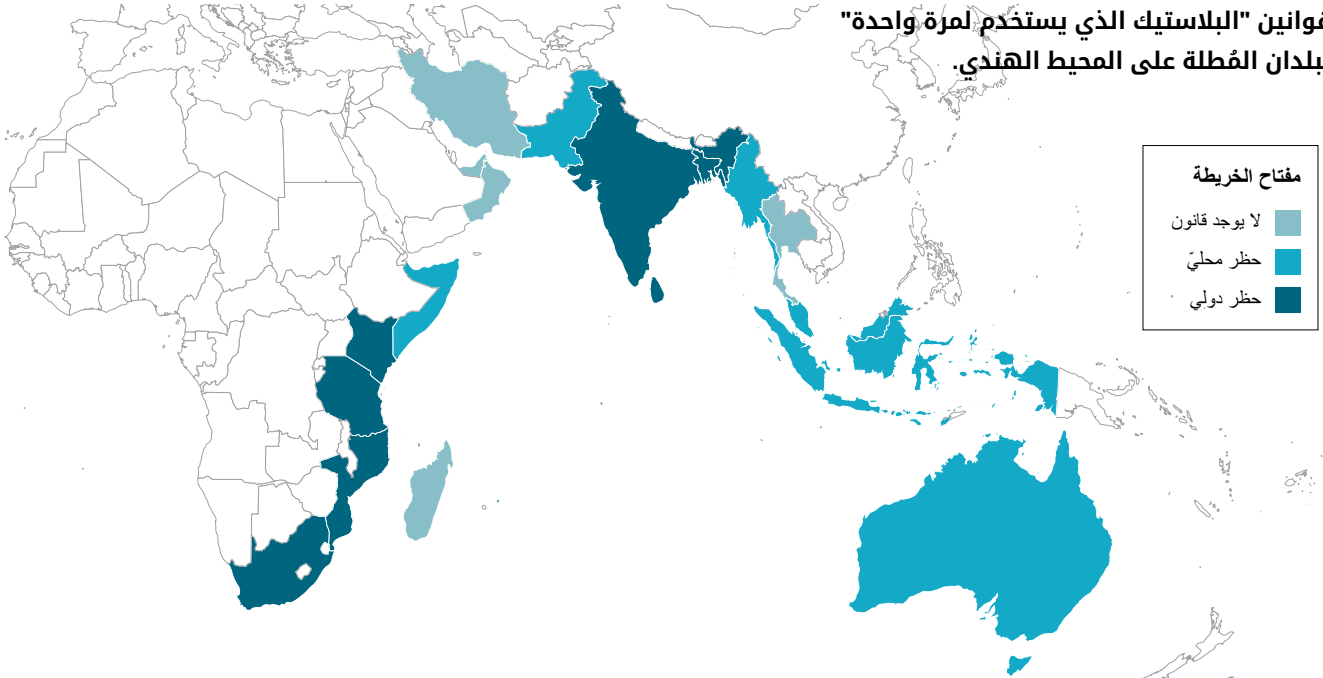 قوانين "البلاستيك الذي يستخدم لمرة واحدة"
بلدان المُطلة على المحيط الهندي.
مفتاح الخريطة
لا يوجد قانون
حظر محليّ
حظر دولي